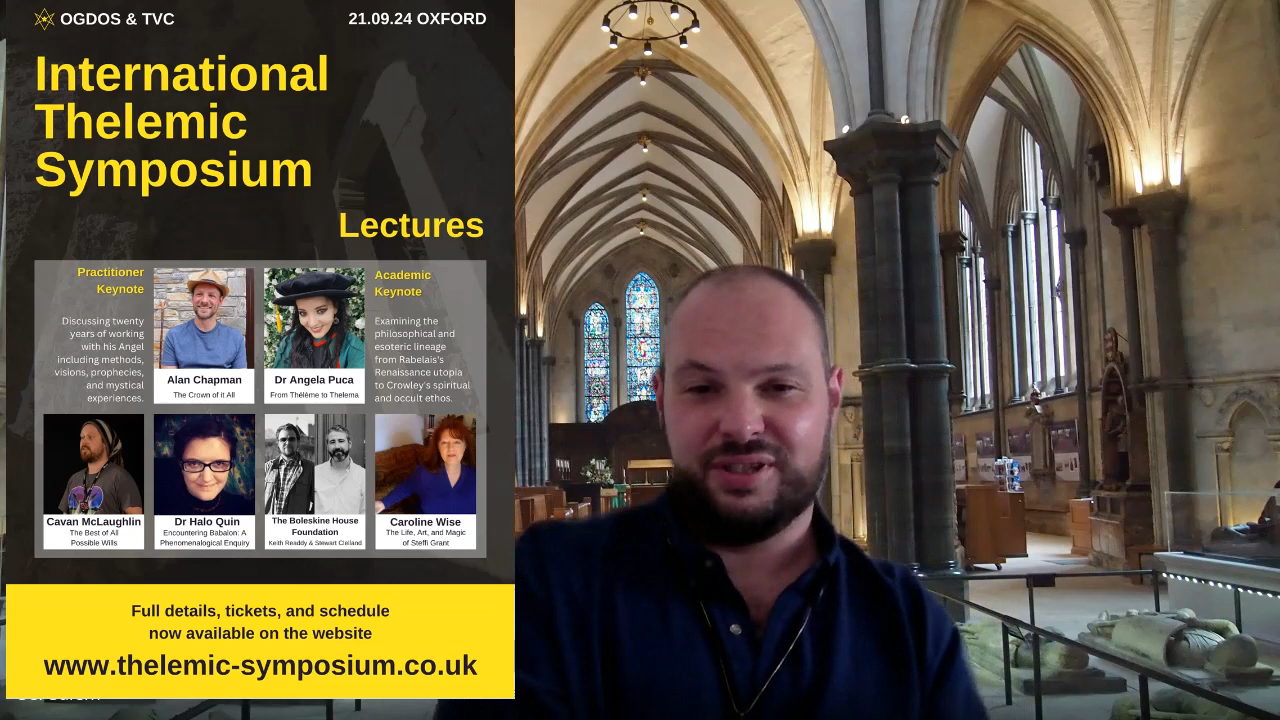 OGDOS & TVC
21.09.24 OXFORD
International
Thelemic
Symposium
Lectures
Practitioner
Keynote
Discussing twenty
years of working
with his Angel
including methods,
visions, prophecies,
and mystical
experiences.
Alan Chapman
The Crown of it All
Dr Angela Puca
From Thélème to Thelema
Academic
Keynote
Examining the
philosophical and
esoteric lineage
from Rabelais's
Renaissance utopia
to Crowley's spiritual
and occult ethos.
Cavan McLaughlin
The Best of All
Possible Wills
Dr Halo Quin
Encountering Babalon: A
Phenomenological Enquiry
The Boleskine House
Foundation
Keith Readdy & Stewart Clelland
Caroline Wise
The Life, Art, and Magic
of Steffi Grant
Full details, tickets, and schedule
now available on the website
www.thelemic-symposium.co.uk